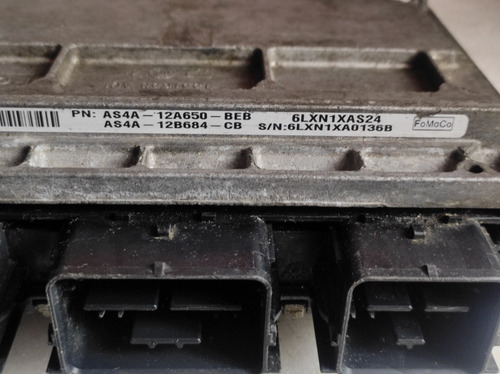 PN: AS4A-12A650-BEB 6LXN1XAS24
AS4A-12B684-CB S/N:6LXN1XA0136B
FoMoCo